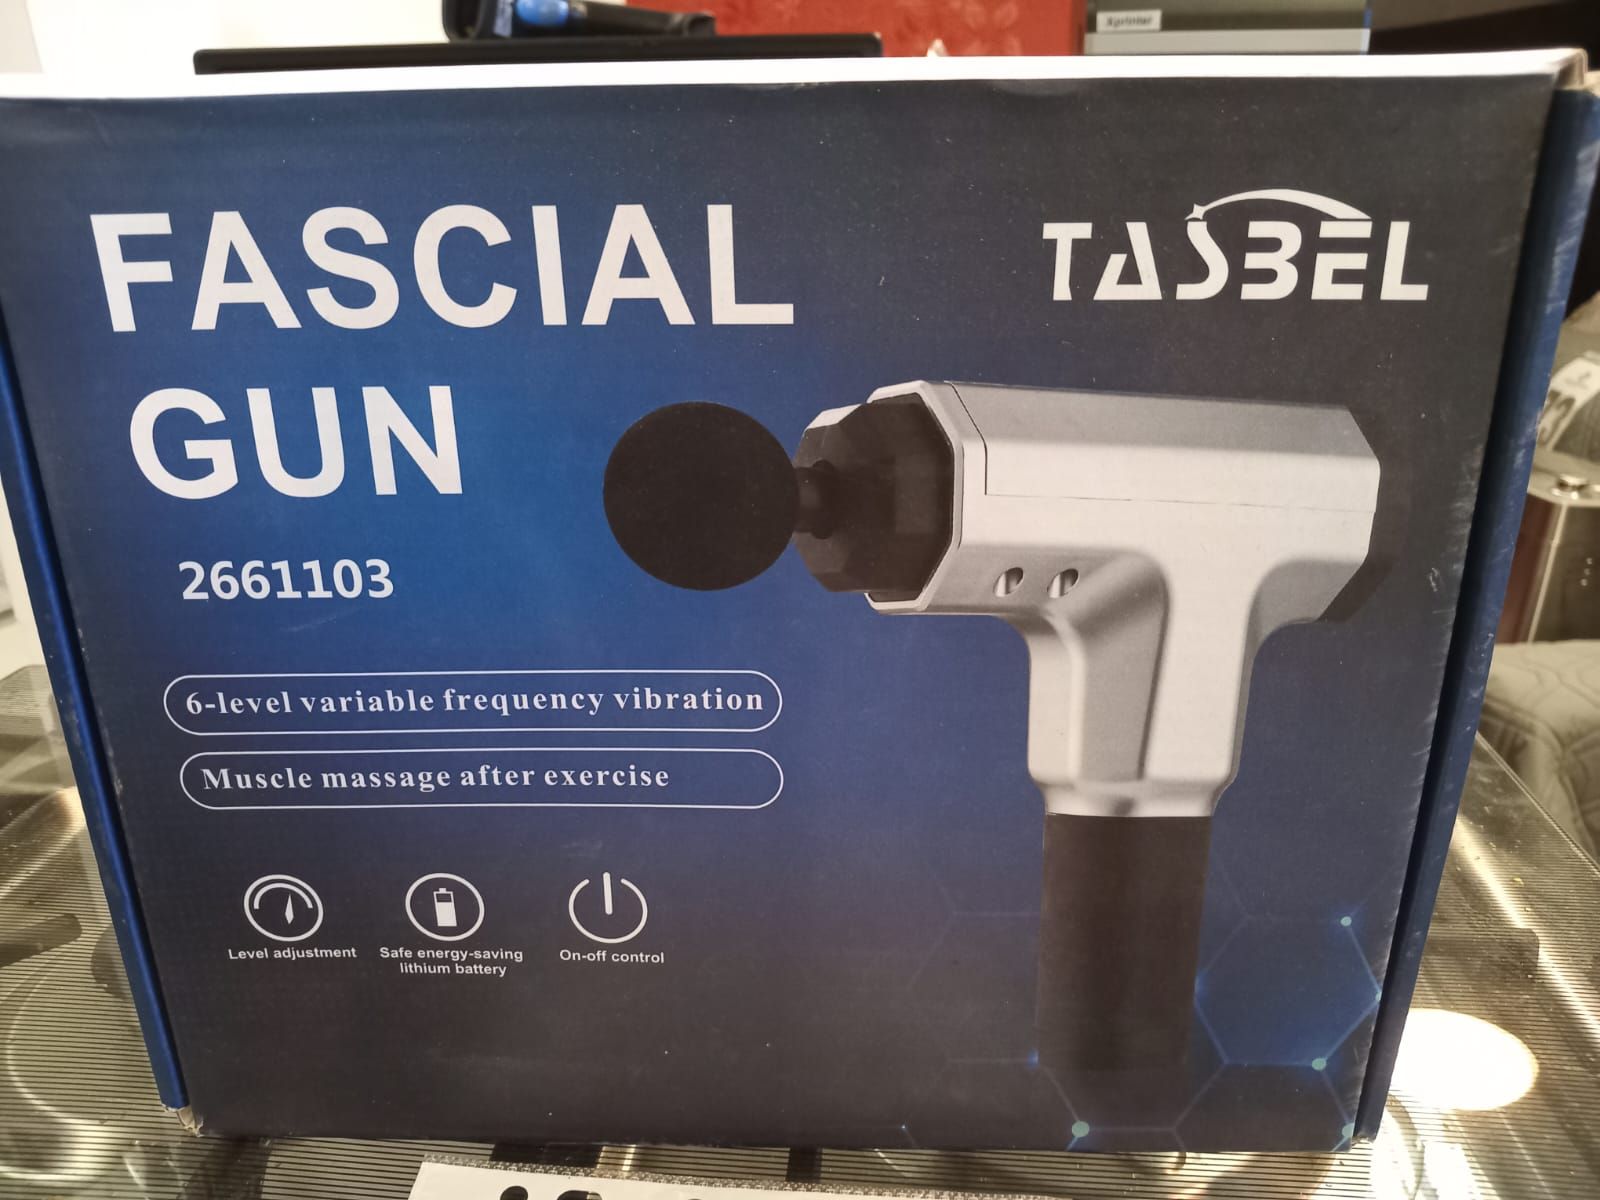 Xprinter
FASCIAL
GUN
TASBEL
2661103
6-level variable frequency vibration
Muscle massage after exercise
Level adjustment
Safe energy-saving
lithium battery
On-off control